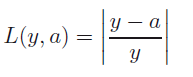 L(y, a) = |(y − a)/y|